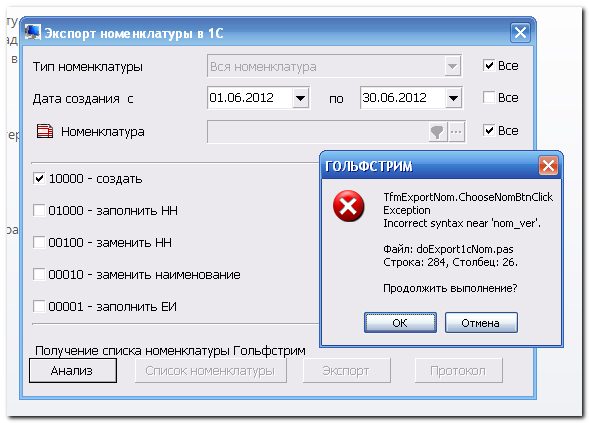 ту
ад
в
ер
ра
Экспорт номенклатуры в 1С
Тип номенклатуры Вся номенклатура Все
Дата создания с 01.06.2012 по 30.06.2012 Все
Номенклатура ... Все
10000 - создать
01000 - заполнить НН
00100 - заменить НН
00010 - заменить наименование
00001 - заполнить ЕИ
Получение списка номенклатуры Гольфстрим
Анализ Список номенклатуры Экспорт Протокол
ГОЛЬФСТРИМ
TfmExportNom.ChooseNomBtnClick
Exception
Incorrect syntax near 'nom_ver'.
Файл: doExport1cNom.pas
Строка: 284, Столбец: 26.
Продолжить выполнение?
ОК Отмена